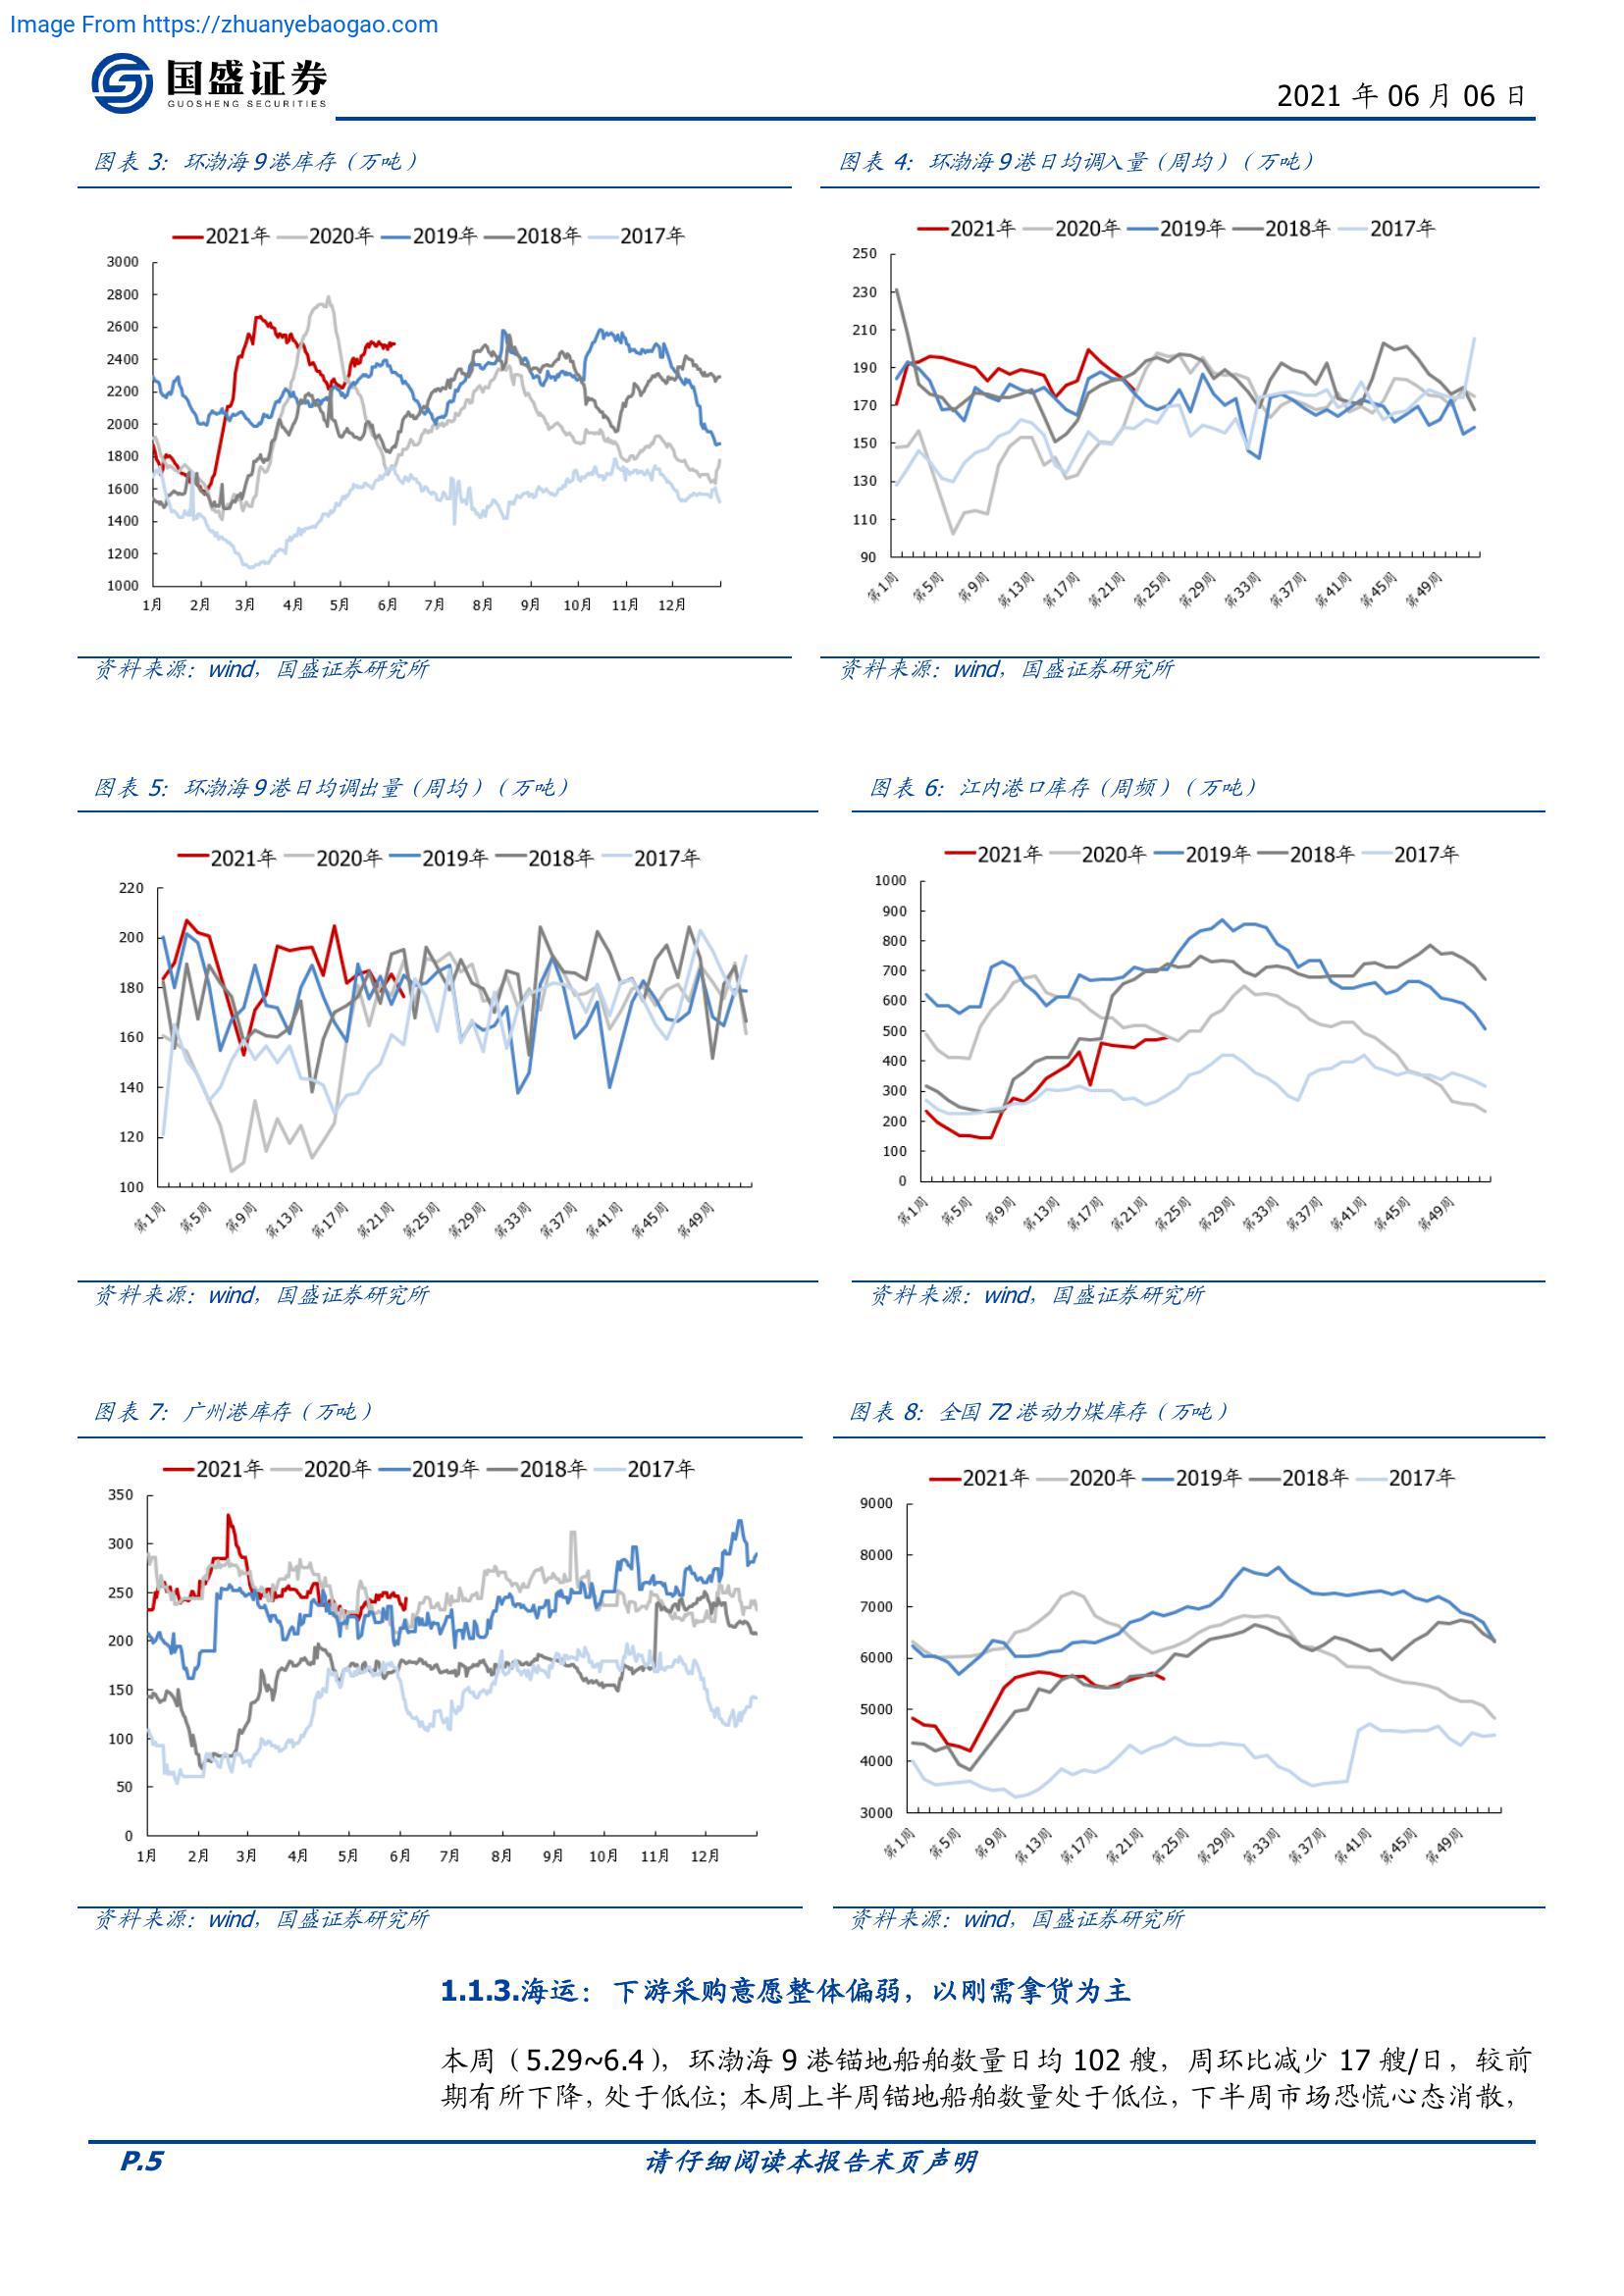 Image From https://zhuanyebaogao.com
国盛证券
GUOSHENG SECURITIES
2021 年 06 月 06 日
图表 3: 环渤海 9 港库存（万吨）
2021年 2020年 2019年 2018年 2017年
3000
2800
2600
2400
2200
2000
1800
1600
1400
1200
1000
1月 2月 3月 4月 5月 6月 7月 8月 9月 10月 11月 12月
资料来源: wind, 国盛证券研究所
图表 4: 环渤海 9 港日均调入量（周均）（万吨）
2021年 2020年 2019年 2018年 2017年
250
230
210
190
170
150
130
110
90
第1周 第5周 第9周 第13周 第17周 第21周 第25周 第29周 第33周 第37周 第41周 第45周 第49周
资料来源: wind, 国盛证券研究所
图表 5: 环渤海 9 港日均调出量（周均）（万吨）
2021年 2020年 2019年 2018年 2017年
220
200
180
160
140
120
100
第1周 第5周 第9周 第13周 第17周 第21周 第25周 第29周 第33周 第37周 第41周 第45周 第49周
资料来源: wind, 国盛证券研究所
图表 6: 江内港口库存（周频）（万吨）
2021年 2020年 2019年 2018年 2017年
1000
900
800
700
600
500
400
300
200
100
0
第1周 第5周 第9周 第13周 第17周 第21周 第25周 第29周 第33周 第37周 第41周 第45周 第49周
资料来源: wind, 国盛证券研究所
图表 7: 广州港库存（万吨）
2021年 2020年 2019年 2018年 2017年
350
300
250
200
150
100
50
0
1月 2月 3月 4月 5月 6月 7月 8月 9月 10月 11月 12月
资料来源: wind, 国盛证券研究所
图表 8: 全国 72 港动力煤库存（万吨）
2021年 2020年 2019年 2018年 2017年
9000
8000
7000
6000
5000
4000
3000
第1周 第5周 第9周 第13周 第17周 第21周 第25周 第29周 第33周 第37周 第41周 第45周 第49周
资料来源: wind, 国盛证券研究所
1.1.3.海运：下游采购意愿整体偏弱，以刚需拿货为主
本周（5.29~6.4），环渤海 9 港锚地船舶数量日均 102 艘，周环比减少 17 艘/日，较前
期有所下降，处于低位；本周上半周锚地船舶数量处于低位，下半周市场恐慌心态消散，
P.5
请仔细阅读本报告末页声明